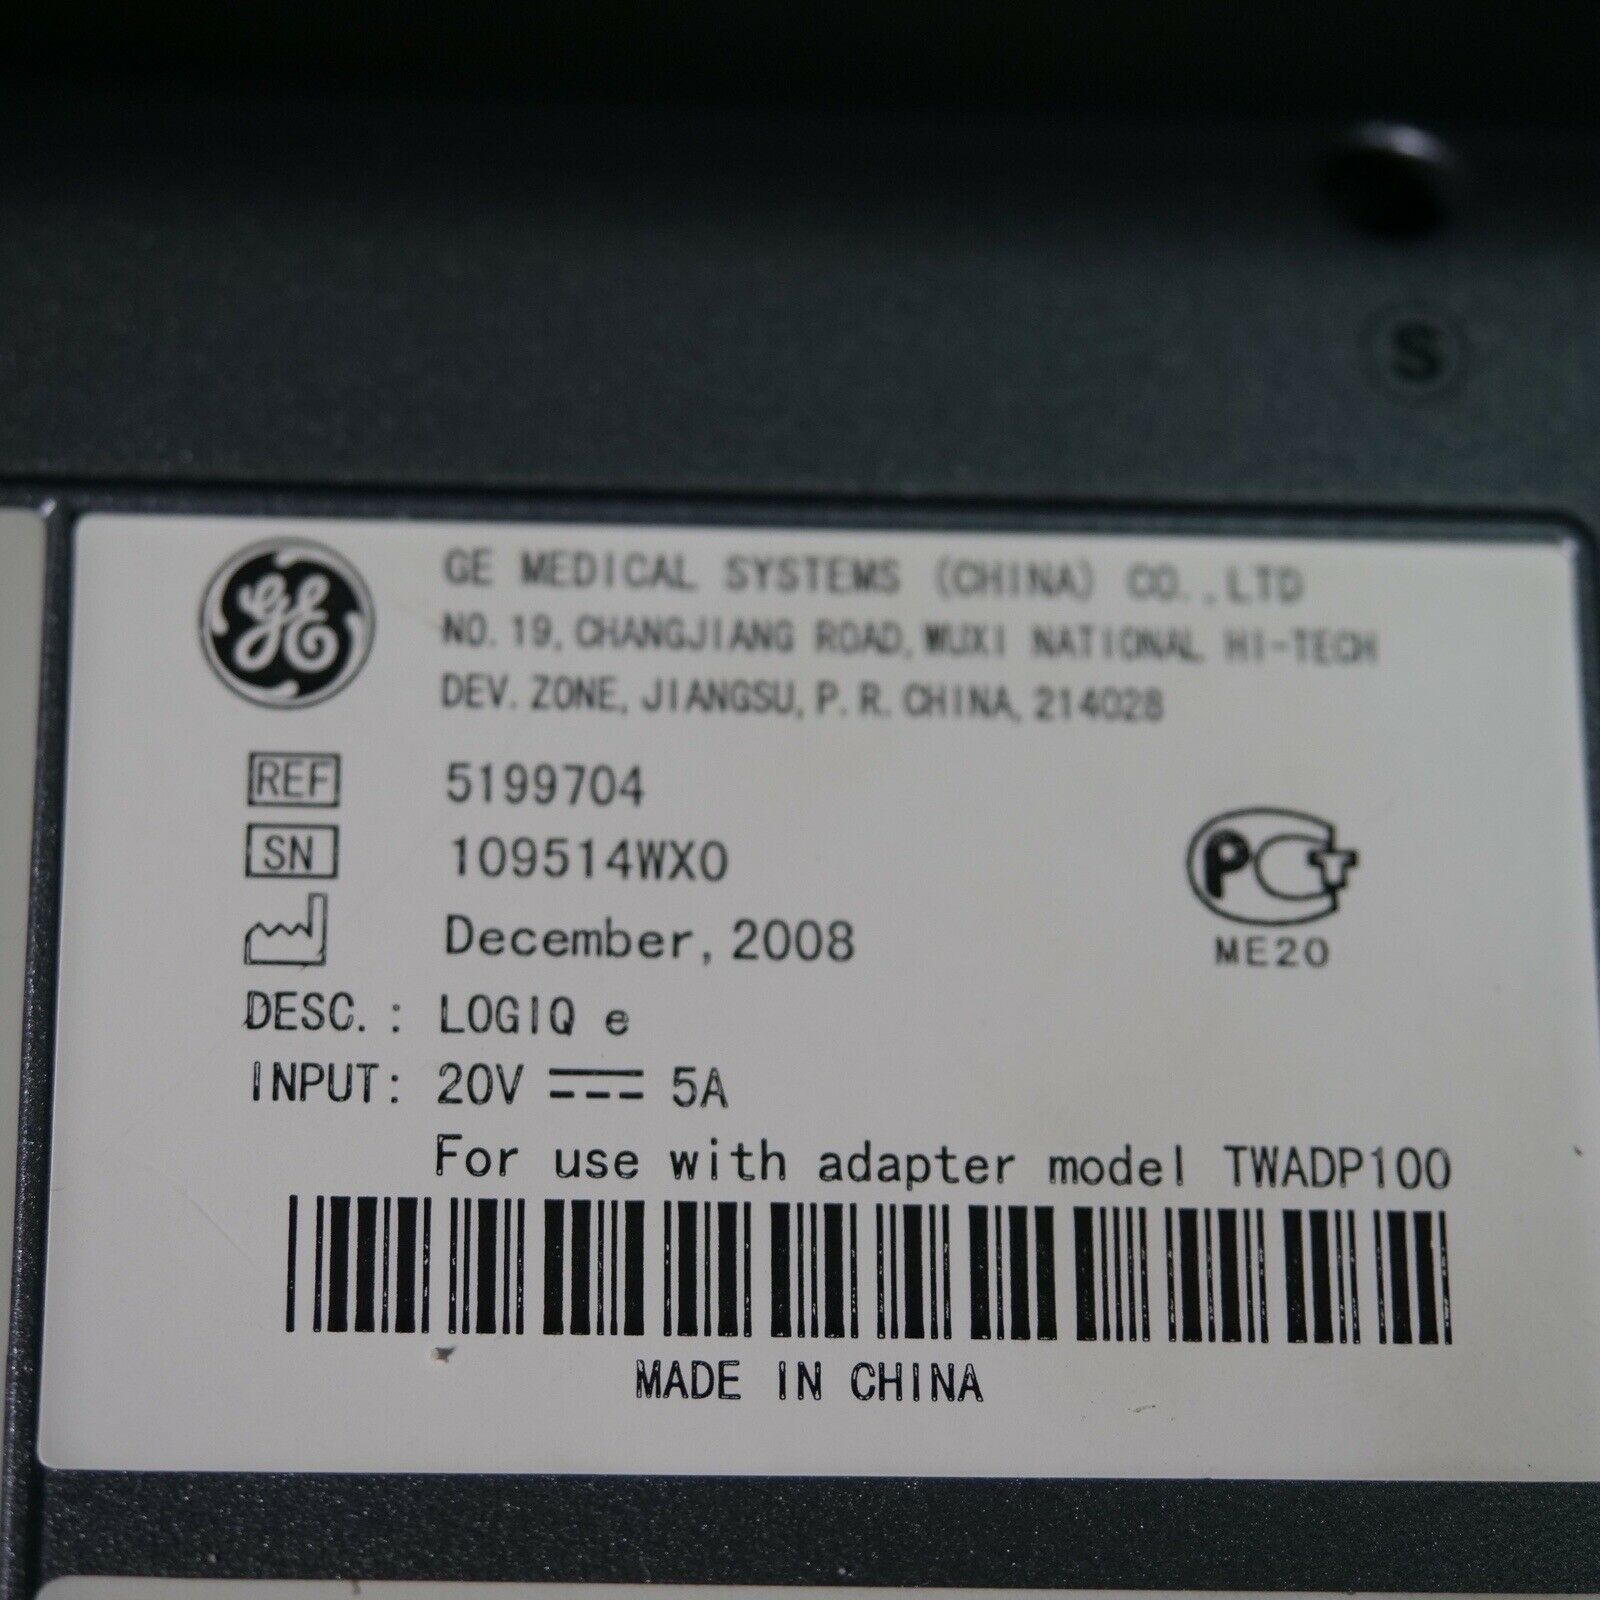 S
GE
GE MEDICAL SYSTEMS (CHINA) CO.,LTD
NO.19,CHANGJIANG ROAD,WUXI NATIONAL HI-TECH
DEV.ZONE,JIANGSU,P.R.CHINA,214028
REF 5199704
SN 109514WX0
December,2008
PCT
ME20
DESC.: LOGIQ e
INPUT: 20V 5A
For use with adapter model TWADP100
MADE IN CHINA